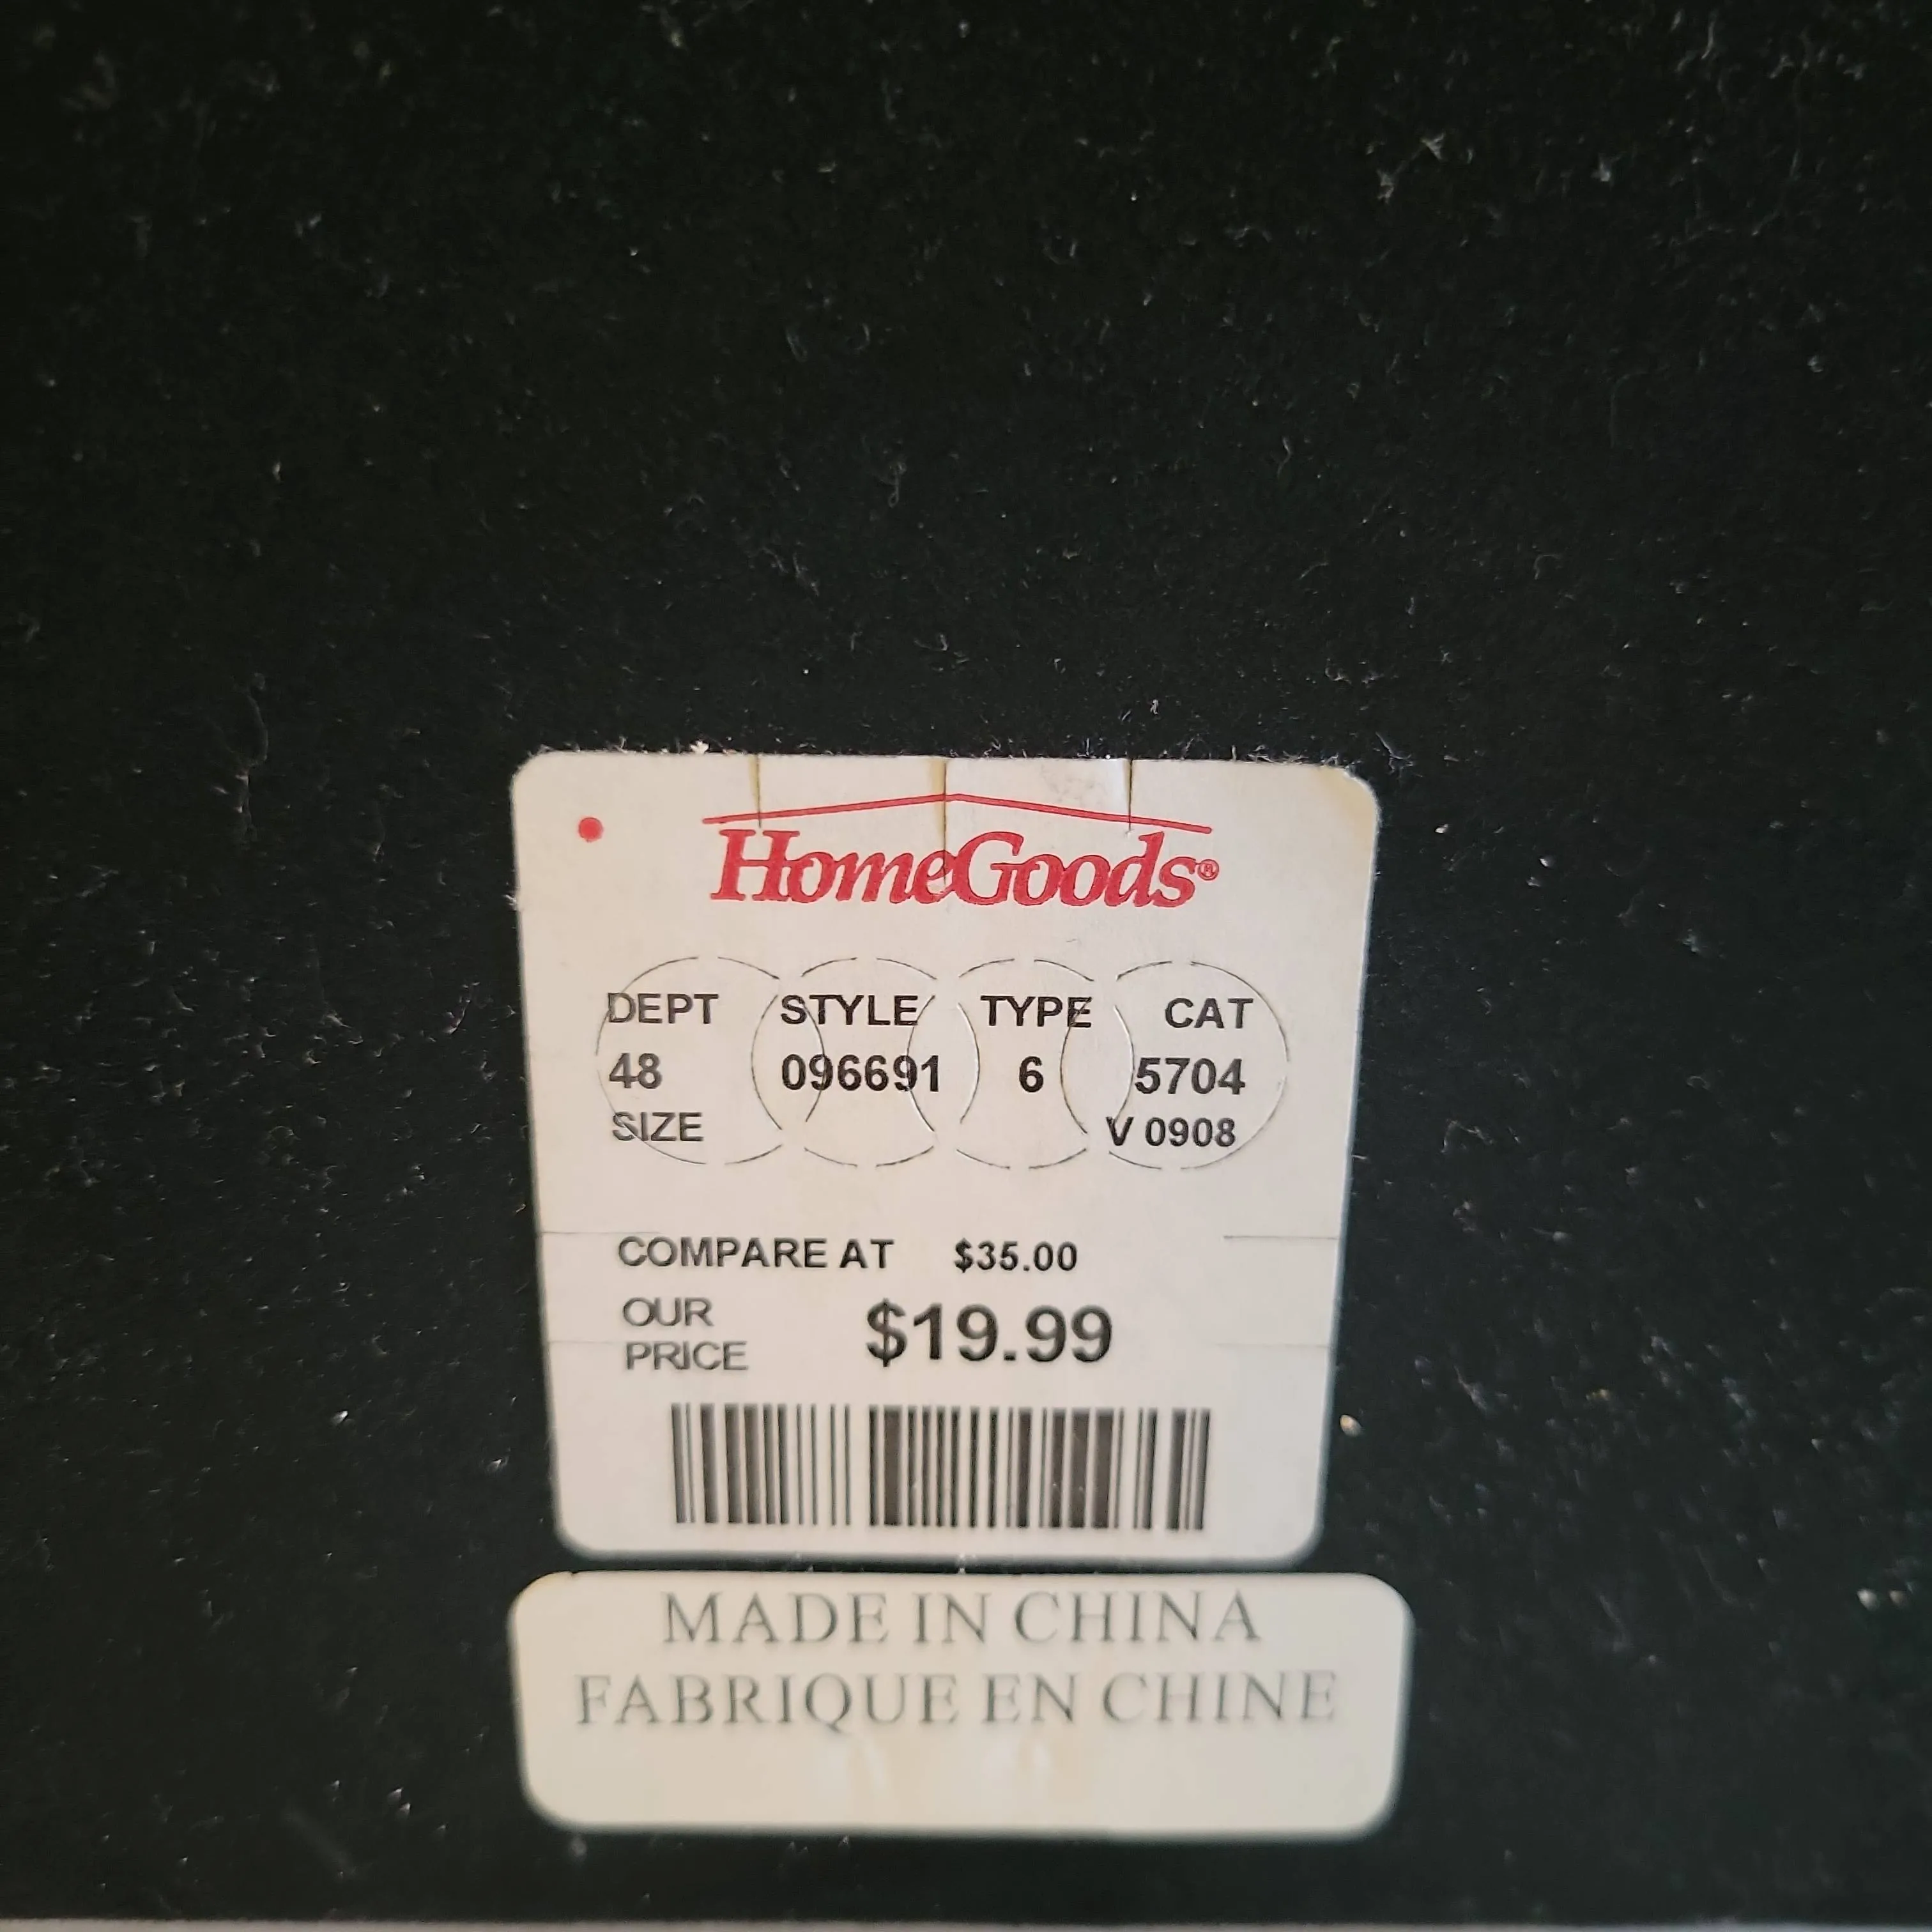 HomeGoods®
DEPT STYLE TYPE CAT
48 096691 6 5704
SIZE V 0908
COMPARE AT $35.00
OUR
PRICE $19.99
MADE IN CHINA
FABRIQUE EN CHINE